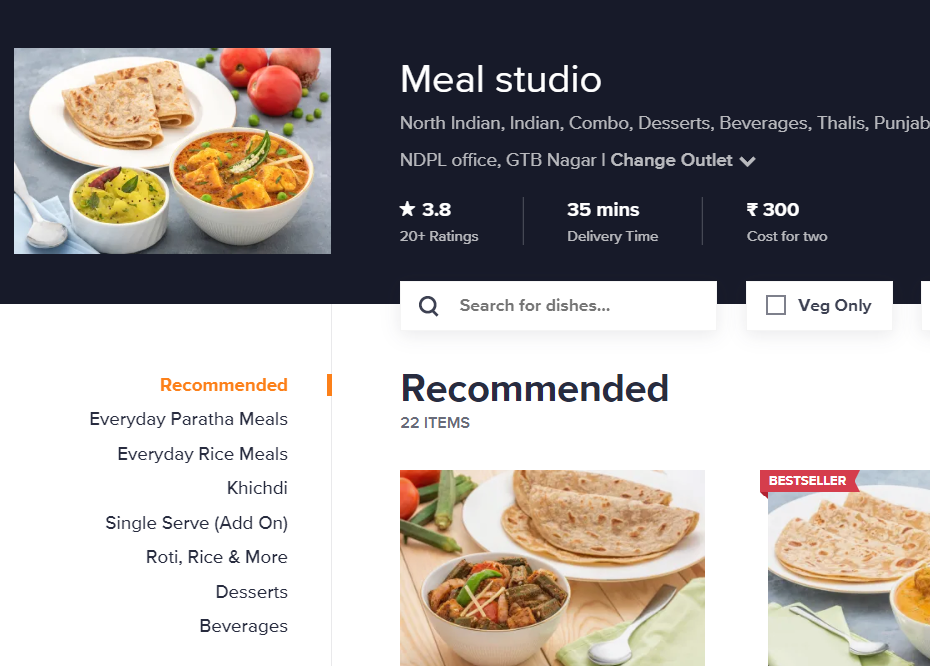 Meal studio
North Indian, Indian, Combo, Desserts, Beverages, Thalis, Punjab
NDPL office, GTB Nagar | Change Outlet
★ 3.8
20+ Ratings
35 mins
Delivery Time
₹ 300
Cost for two
Search for dishes...
Veg Only
Recommended
Everyday Paratha Meals
Everyday Rice Meals
Khichdi
Single Serve (Add On)
Roti, Rice & More
Desserts
Beverages
Recommended
22 ITEMS
BESTSELLER